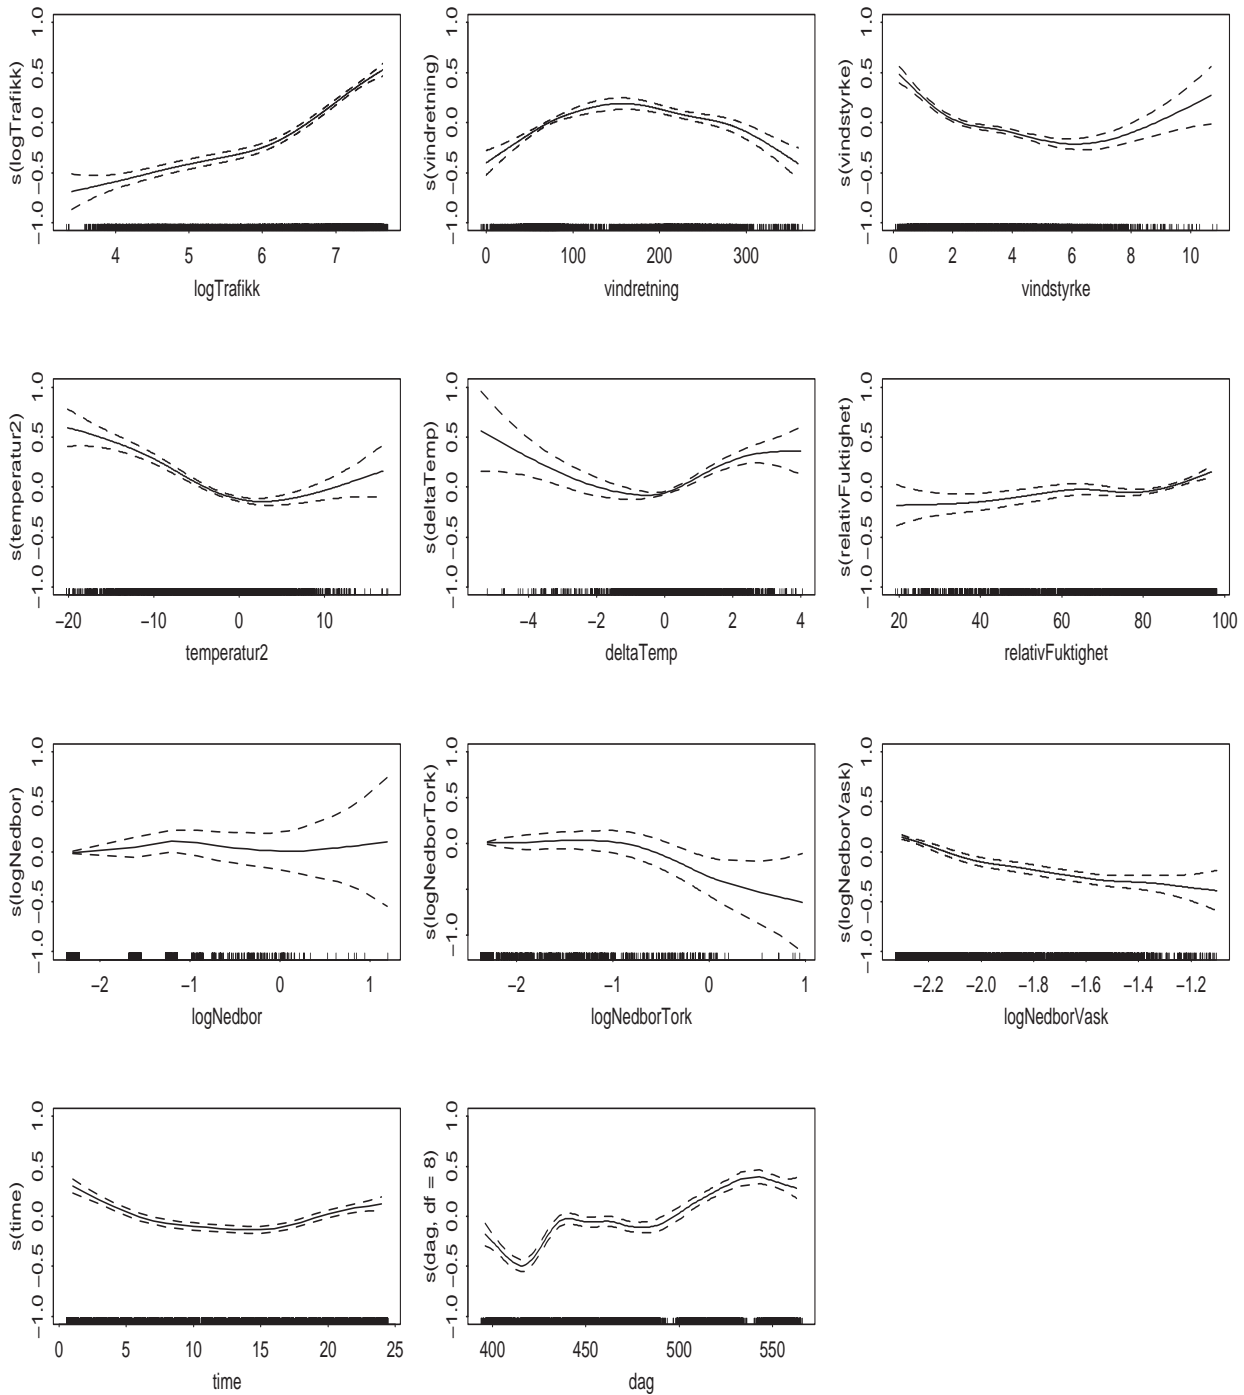 s(logTrafikk)
−1.0 −0.5 0.0 0.5 1.0
4 5 6 7
logTrafikk
s(vindretning)
−1.0 −0.5 0.0 0.5 1.0
0 100 200 300
vindretning
s(vindstyrke)
−1.0 −0.5 0.0 0.5 1.0
0 2 4 6 8 10
vindstyrke
s(temperatur2)
−1.0 −0.5 0.0 0.5 1.0
−20 −10 0 10
temperatur2
s(deltaTemp)
−1.0 −0.5 0.0 0.5 1.0
−4 −2 0 2 4
deltaTemp
s(relativFuktighet)
−1.0 −0.5 0.0 0.5 1.0
20 40 60 80 100
relativFuktighet
s(logNedbor)
−1.0 −0.5 0.0 0.5 1.0
−2 −1 0 1
logNedbor
s(logNedborTork)
−1.0 0.0 0.5 1.0
−2 −1 0 1
logNedborTork
s(logNedborVask)
−1.0 −0.5 0.0 0.5 1.0
−2.2 −2.0 −1.8 −1.6 −1.4 −1.2
logNedborVask
s(time)
−1.0 −0.5 0.0 0.5 1.0
0 5 10 15 20 25
time
s(dag, df = 8)
−1.0 −0.5 0.0 0.5 1.0
400 450 500 550
dag